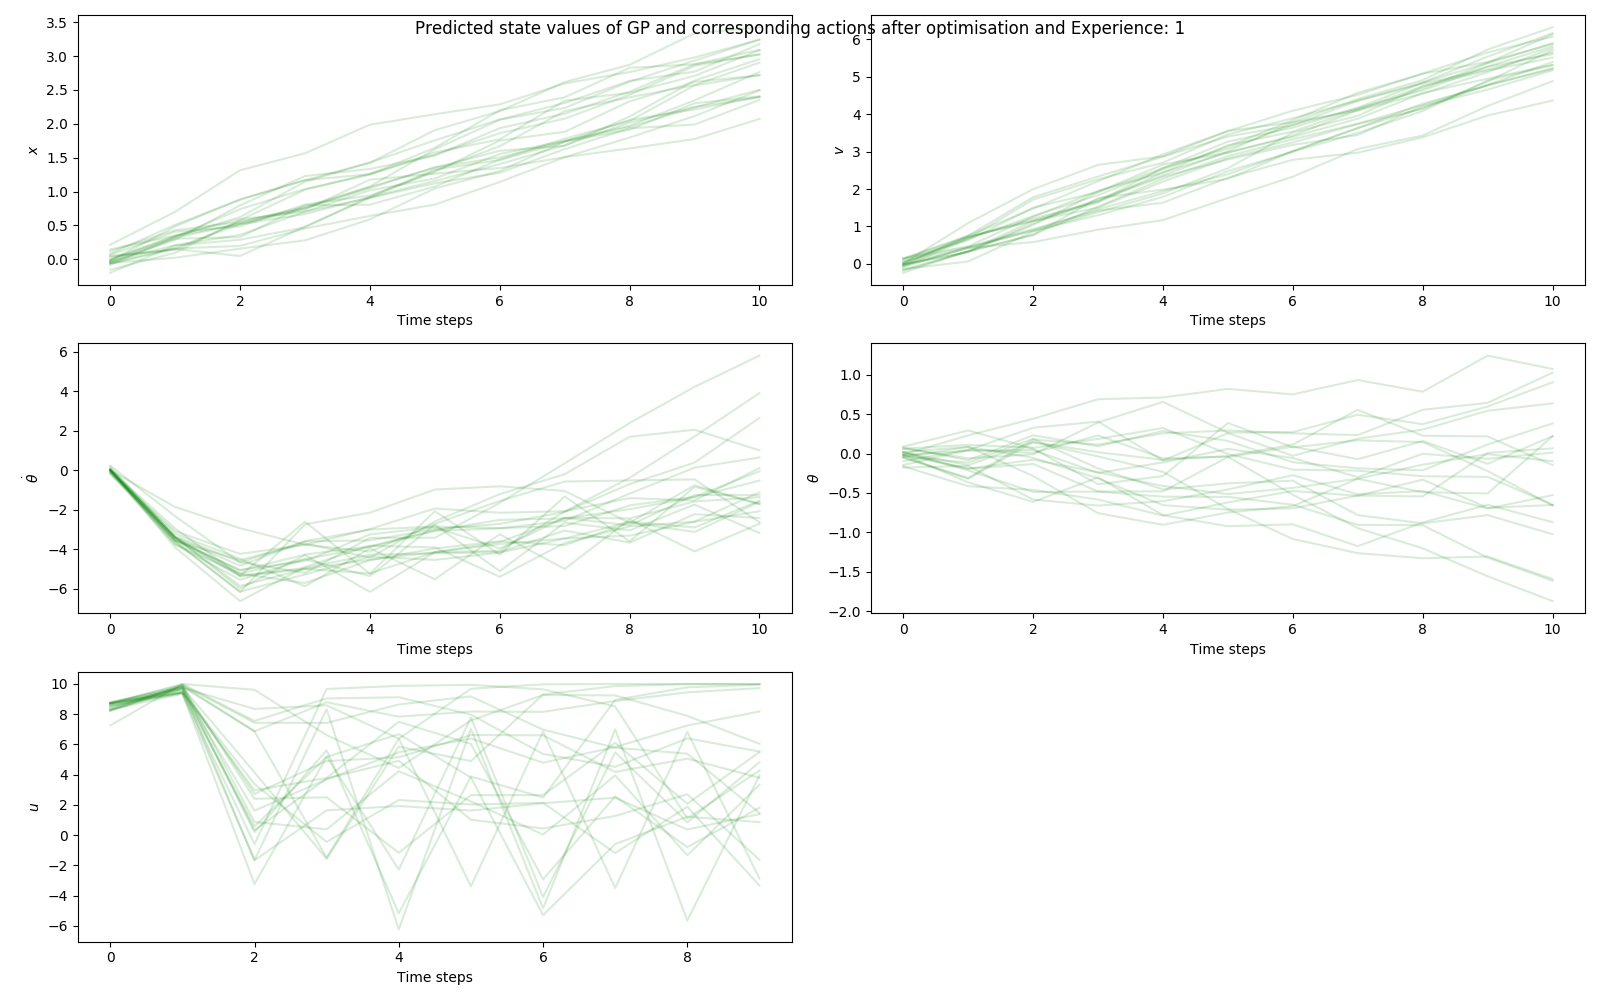 Predicted state values of GP and corresponding actions after optimisation and Experience: 1
3.5
3.0
2.5
2.0
1.5
1.0
0.5
0.0
x
0 2 4 6 8 10
Time steps
6
5
4
3
2
1
0
v
0 2 4 6 8 10
Time steps
6
4
2
0
−2
−4
−6
θ̇
0 2 4 6 8 10
Time steps
1.0
0.5
0.0
−0.5
−1.0
−1.5
−2.0
θ
0 2 4 6 8 10
Time steps
10
8
6
4
2
0
−2
−4
−6
u
0 2 4 6 8
Time steps